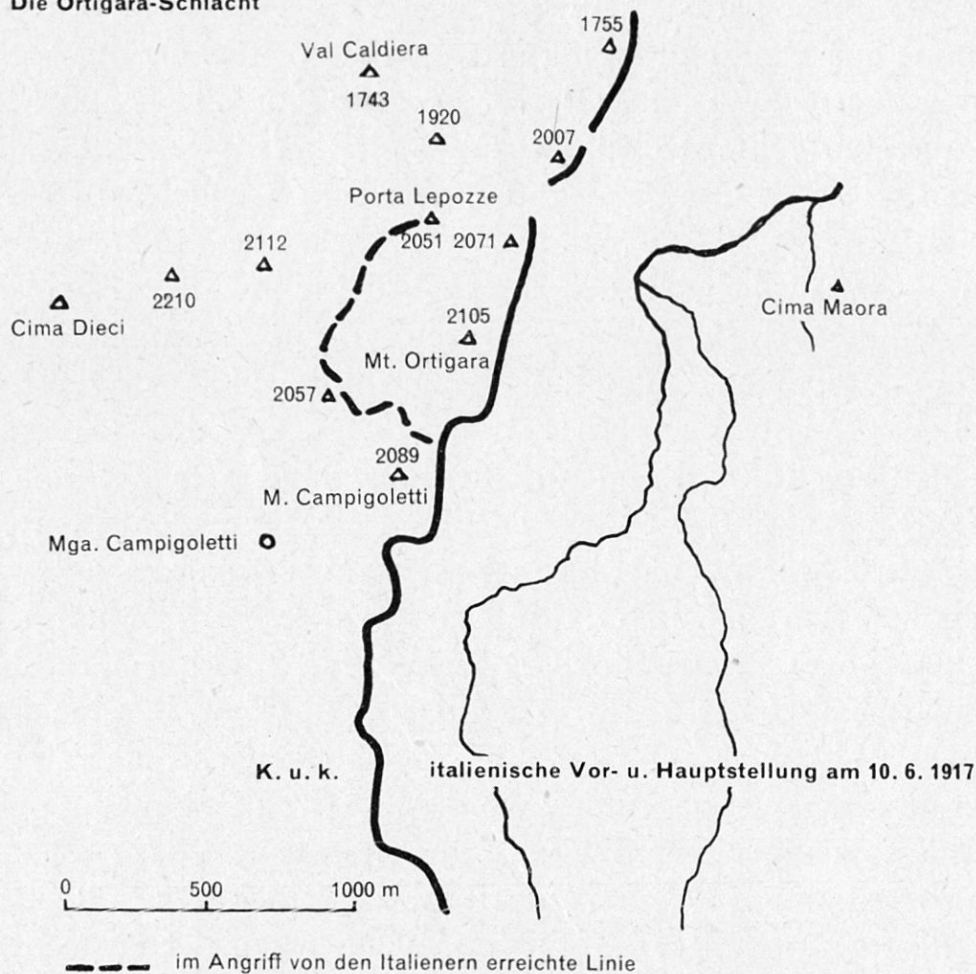 Die Ortigara-Schlacht
1755
Val Caldiera
1743
1920
2007
Porta Lepozze
2051 2071
2112
2210
Cima Dieci
Cima Maora
2105
Mt. Ortigara
2057
2089
M. Campigoletti
Mga. Campigoletti
K. u. k.
italienische Vor- u. Hauptstellung am 10. 6. 1917
0 500 1000 m
im Angriff von den Italienern erreichte Linie